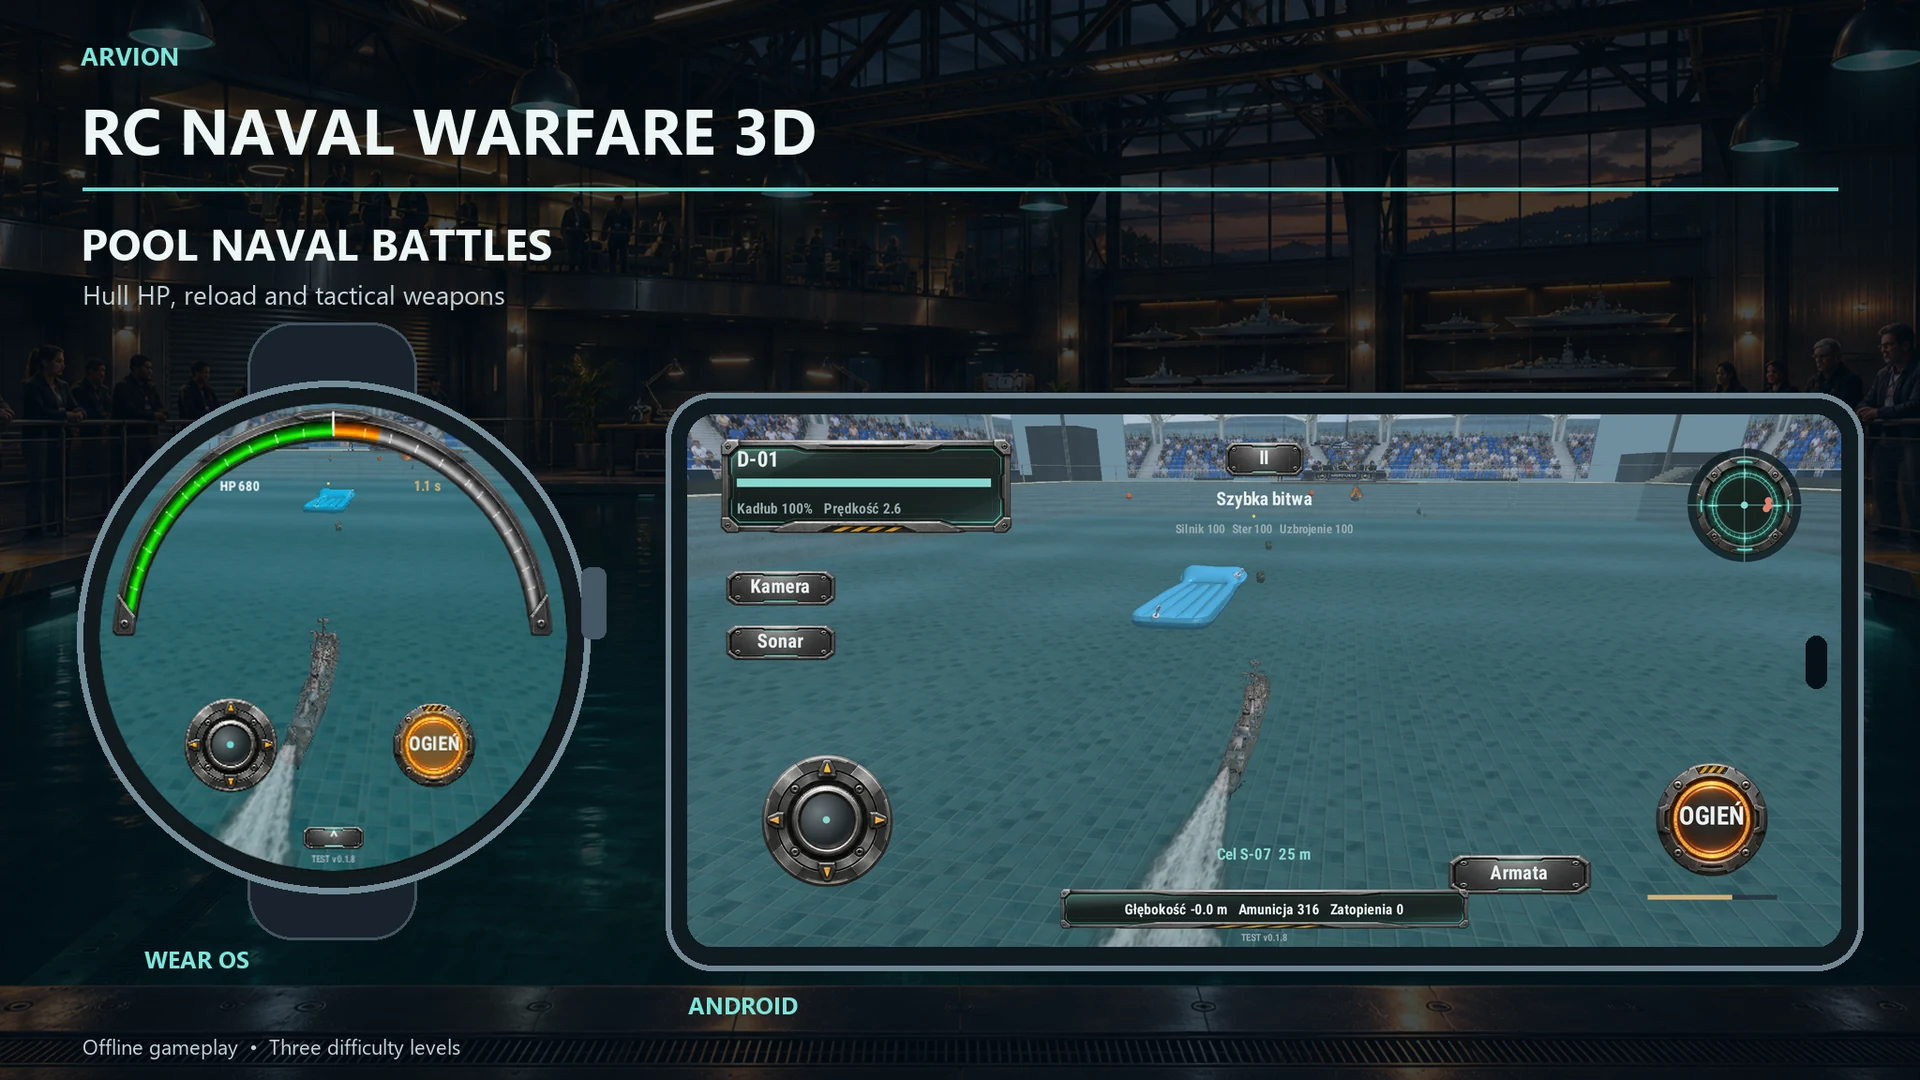 ARVION
RC NAVAL WARFARE 3D
POOL NAVAL BATTLES
Hull HP, reload and tactical weapons
HP 680
1.1 s
OGIEŃ
^
TEST v0.1.8
WEAR OS
D-01
Kadłub 100% Prędkość 2.6
II
Szybka bitwa
Silnik 100 Ster 100 Uzbrojenie 100
Kamera
Sonar
OGIEŃ
Cel S-07 25 m
Armata
Głębokość -0.0 m Amunicja 316 Zatopienia 0
TEST v0.1.8
ANDROID
Offline gameplay • Three difficulty levels